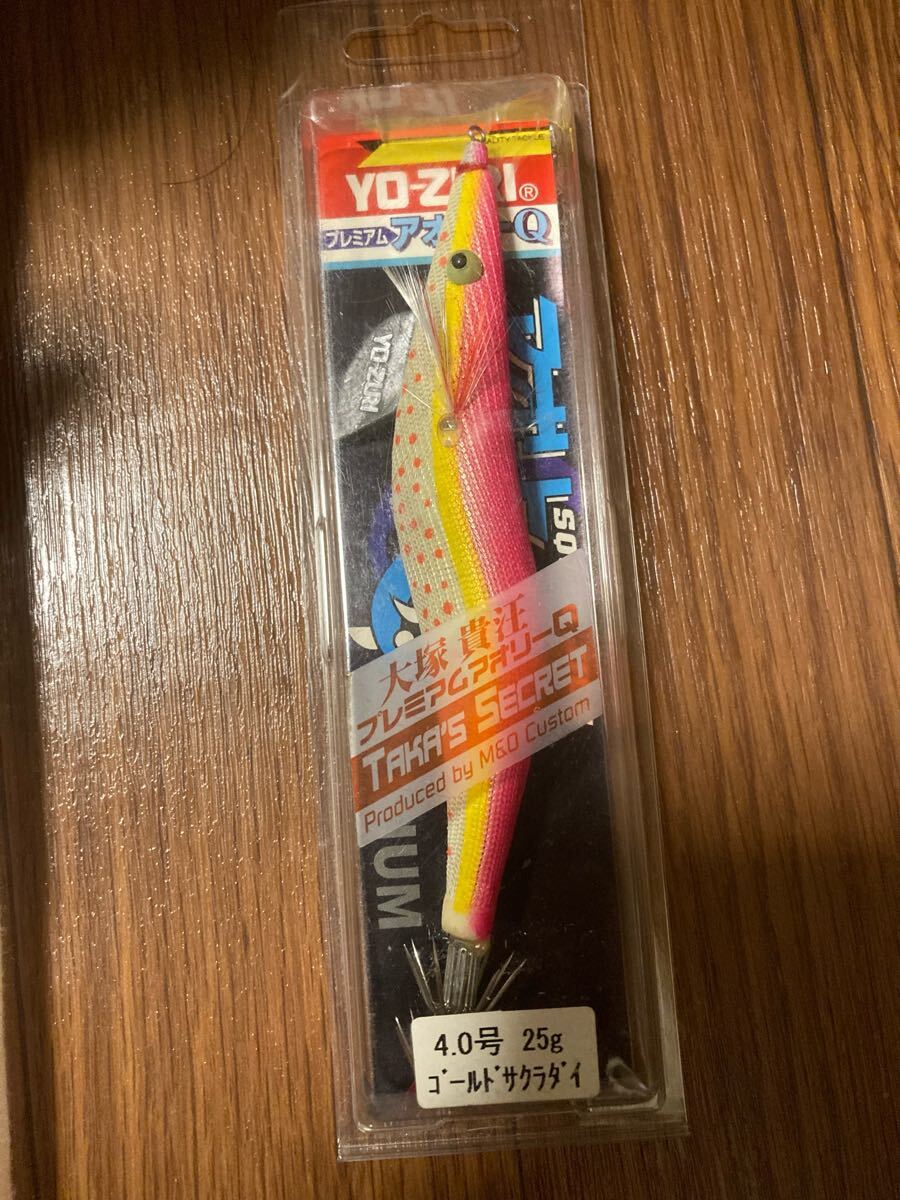 QUALITY TACKLE
YO-ZURI®
プレミアム アオリーQ
YO-ZURI
大塚 貴汪
プレミアムアオリーQ
TAKA'S SECRET
Produced by M&O Custom
4.0号 25g
ゴールドサクラダイ